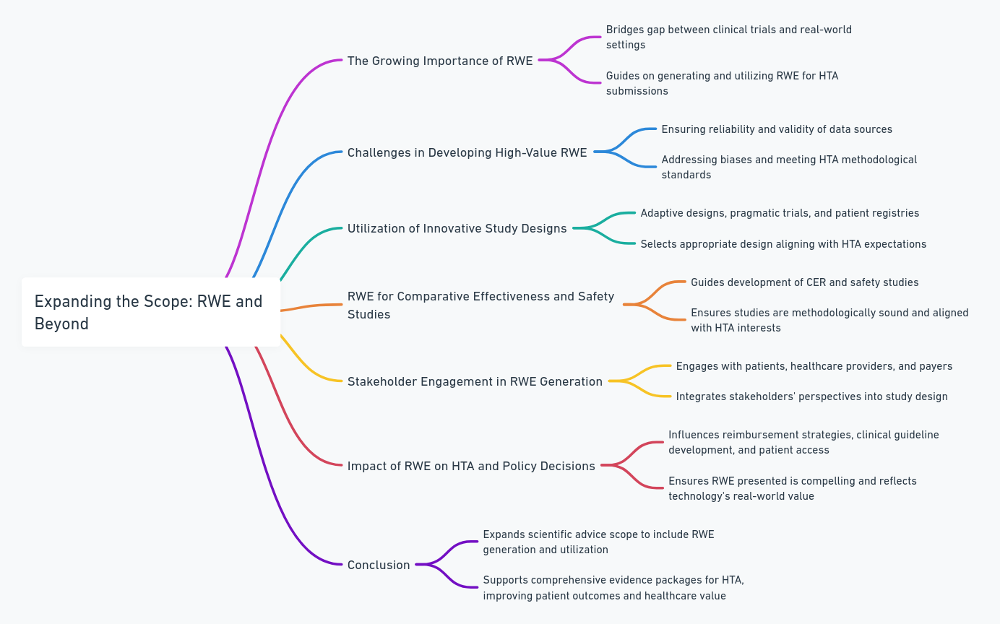 Expanding the Scope: RWE and
Beyond
The Growing Importance of RWE
Bridges gap between clinical trials and real-world
settings
Guides on generating and utilizing RWE for HTA
submissions
Challenges in Developing High-Value RWE
Ensuring reliability and validity of data sources
Addressing biases and meeting HTA methodological
standards
Utilization of Innovative Study Designs
Adaptive designs, pragmatic trials, and patient registries
Selects appropriate design aligning with HTA expectations
RWE for Comparative Effectiveness and Safety
Studies
Guides development of CER and safety studies
Ensures studies are methodologically sound and aligned
with HTA interests
Stakeholder Engagement in RWE Generation
Engages with patients, healthcare providers, and payers
Integrates stakeholders' perspectives into study design
Impact of RWE on HTA and Policy Decisions
Influences reimbursement strategies, clinical guideline
development, and patient access
Ensures RWE presented is compelling and reflects
technology's real-world value
Conclusion
Expands scientific advice scope to include RWE
generation and utilization
Supports comprehensive evidence packages for HTA,
improving patient outcomes and healthcare value